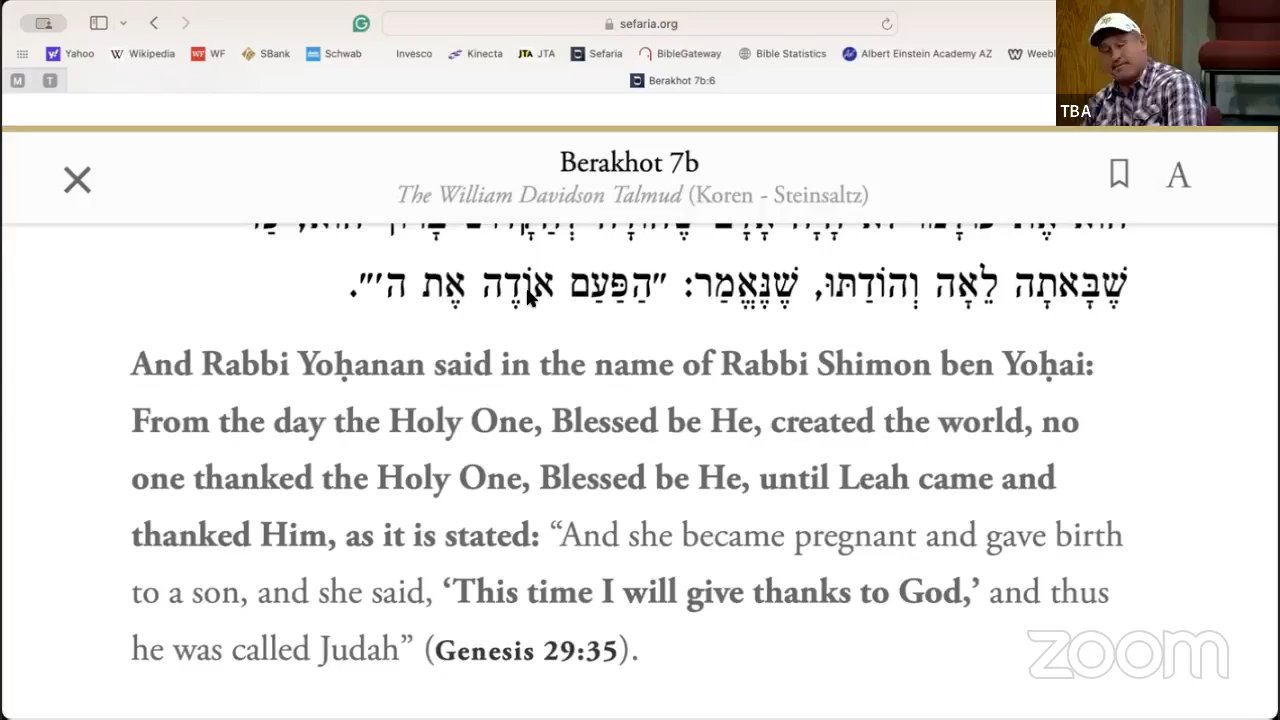 sefaria.org
Yahoo W Wikipedia WF WF SBank Schwab Invesco Kinecta JTA JTA Sefaria BibleGateway Bible Statistics Albert Einstein Academy AZ Weeb
M T Berakhot 7b:6
TBA
Berakhot 7b
A
The William Davidson Talmud (Koren - Steinsaltz)
שֶׁבָּאתָה לֵאָה וְהוֹדַתּוּ, שֶׁנֶּאֱמַר: ״הַפַּעַם אוֹדֶה אֶת ה׳״.
And Rabbi Yoḥanan said in the name of Rabbi Shimon ben Yoḥai:
From the day the Holy One, Blessed be He, created the world, no
one thanked the Holy One, Blessed be He, until Leah came and
thanked Him, as it is stated: “And she became pregnant and gave birth
to a son, and she said, ‘This time I will give thanks to God,’ and thus
he was called Judah” (Genesis 29:35).
zoom